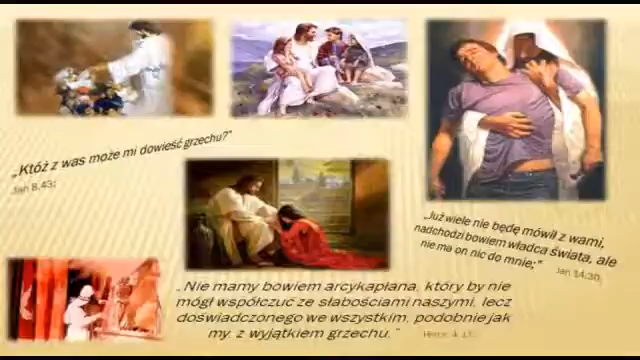 „Któż z was może mi dowieść grzechu?”
Jan 8,43;
„Już wiele nie będę mówił z wami,
nadchodzi bowiem władca świata, ale
nie ma on nic do mnie;”
Jan 14,30;
„Nie mamy bowiem arcykapłana, który by nie
mógł współczuć ze słabościami naszymi, lecz
doświadczonego we wszystkim, podobnie jak
my, z wyjątkiem grzechu.”